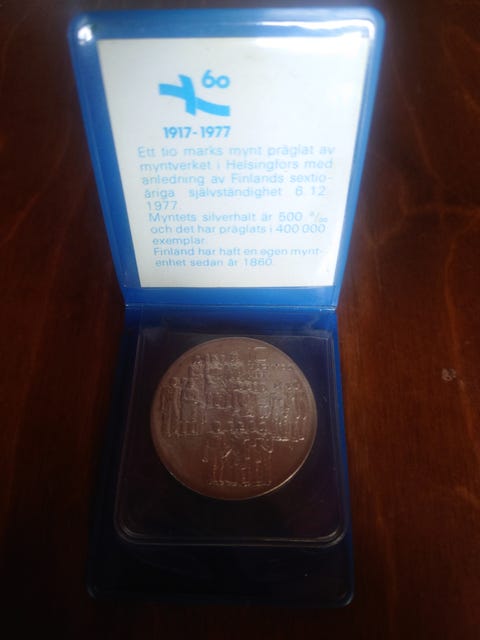 60
1917-1977
Ett tio marks mynt präglat av
myntverket i Helsingfors med
anledning av Finlands sextio-
åriga självständighet 6.12.
1977.
Myntets silverhalt är 500 ‰
och det har präglats i 400 000
exemplar.
Finland har haft en egen mynt-
enhet sedan år 1860.